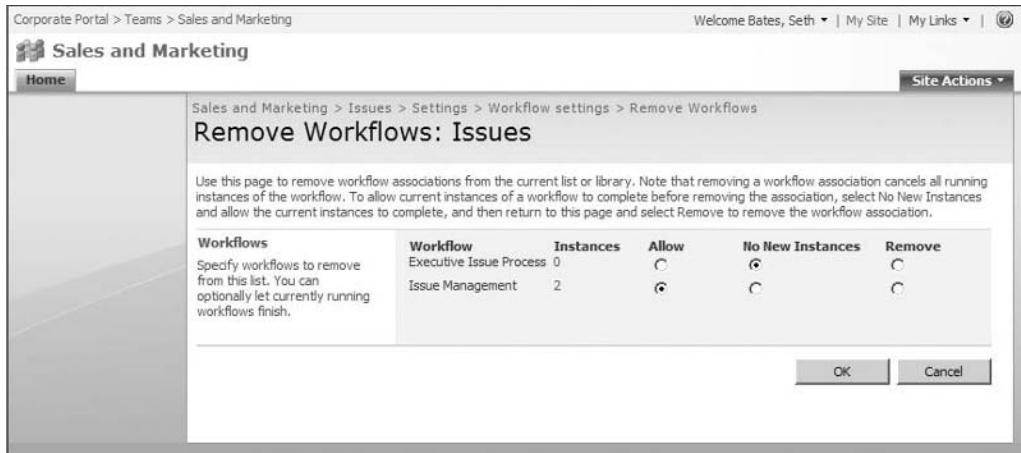 Corporate Portal > Teams > Sales and Marketing
Welcome Bates, Seth | My Site | My Links |
Sales and Marketing
Home
Site Actions
Sales and Marketing > Issues > Settings > Workflow settings > Remove Workflows
Remove Workflows: Issues
Use this page to remove workflow associations from the current list or library. Note that removing a workflow association cancels all running
instances of the workflow. To allow current instances of a workflow to complete before removing the association, select No New Instances
and allow the current instances to complete, and then return to this page and select Remove to remove the workflow association.
Workflows
Specify workflows to remove
from this list. You can
optionally let currently running
workflows finish.
Workflow Instances Allow No New Instances Remove
Executive Issue Process 0
Issue Management 2
OK Cancel